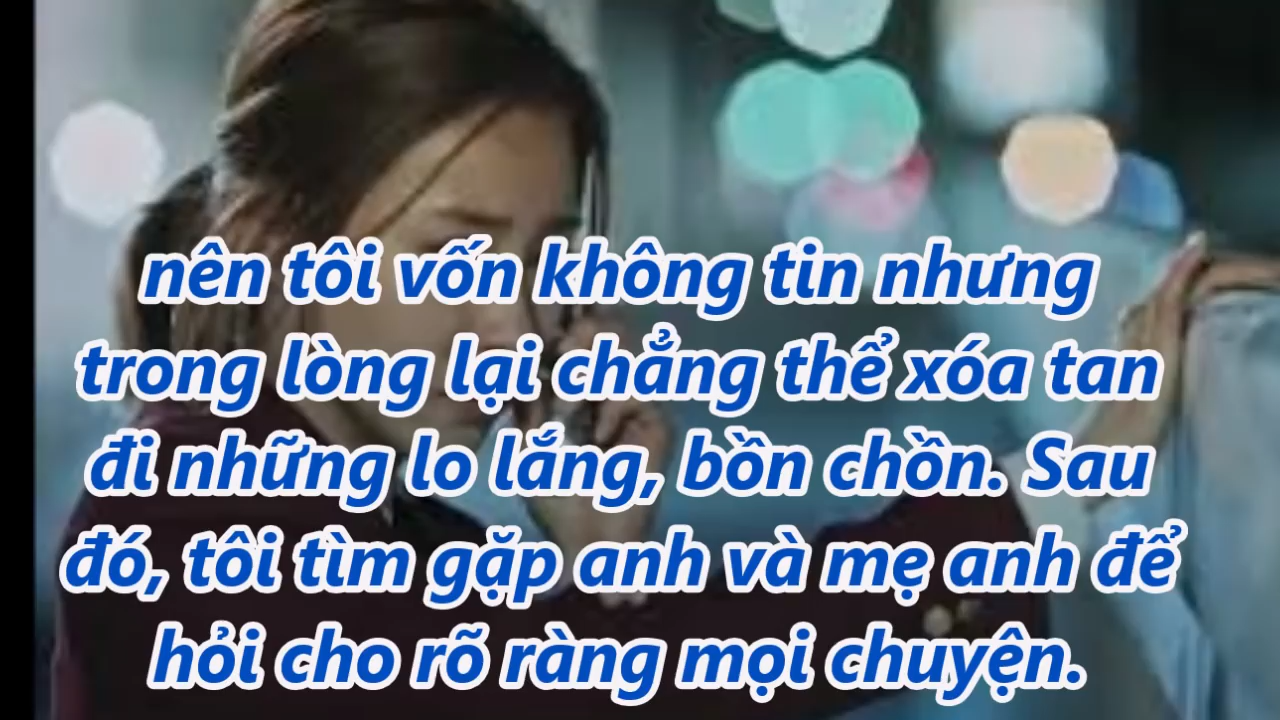 nên tôi vốn không tin nhưng
trong lòng lại chẳng thể xóa tan
đi những lo lắng, bồn chồn. Sau
đó, tôi tìm gặp anh và mẹ anh để
hỏi cho rõ ràng mọi chuyện.